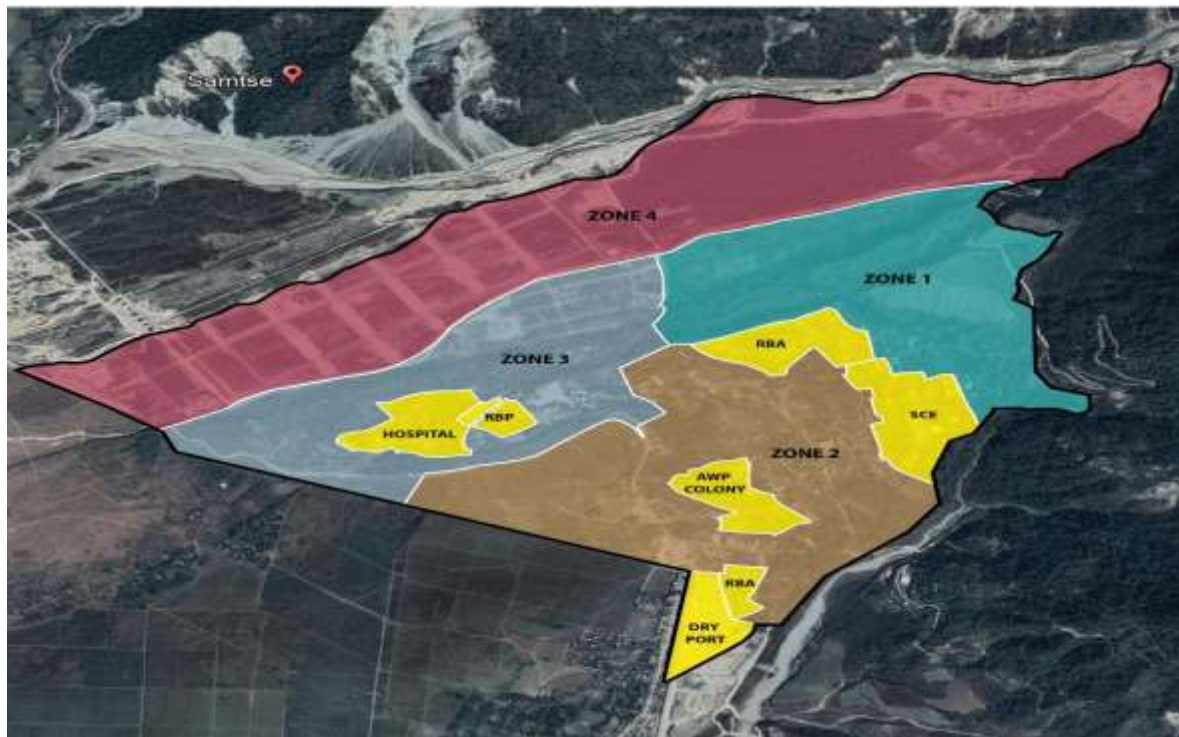 Samtse
ZONE 4
ZONE 1
RBA
ZONE 3
SCE
RBP
HOSPITAL
ZONE 2
AWP
COLONY
RBA
DRY
PORT